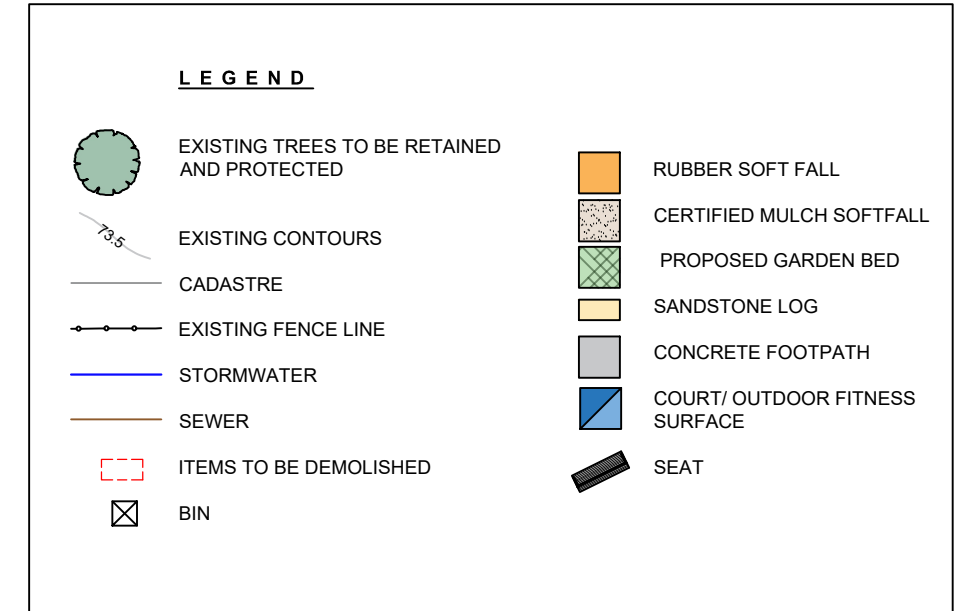 LEGEND
EXISTING TREES TO BE RETAINED
AND PROTECTED
73.5
EXISTING CONTOURS
CADASTRE
EXISTING FENCE LINE
STORMWATER
SEWER
ITEMS TO BE DEMOLISHED
BIN
RUBBER SOFT FALL
CERTIFIED MULCH SOFTFALL
PROPOSED GARDEN BED
SANDSTONE LOG
CONCRETE FOOTPATH
COURT/ OUTDOOR FITNESS
SURFACE
SEAT